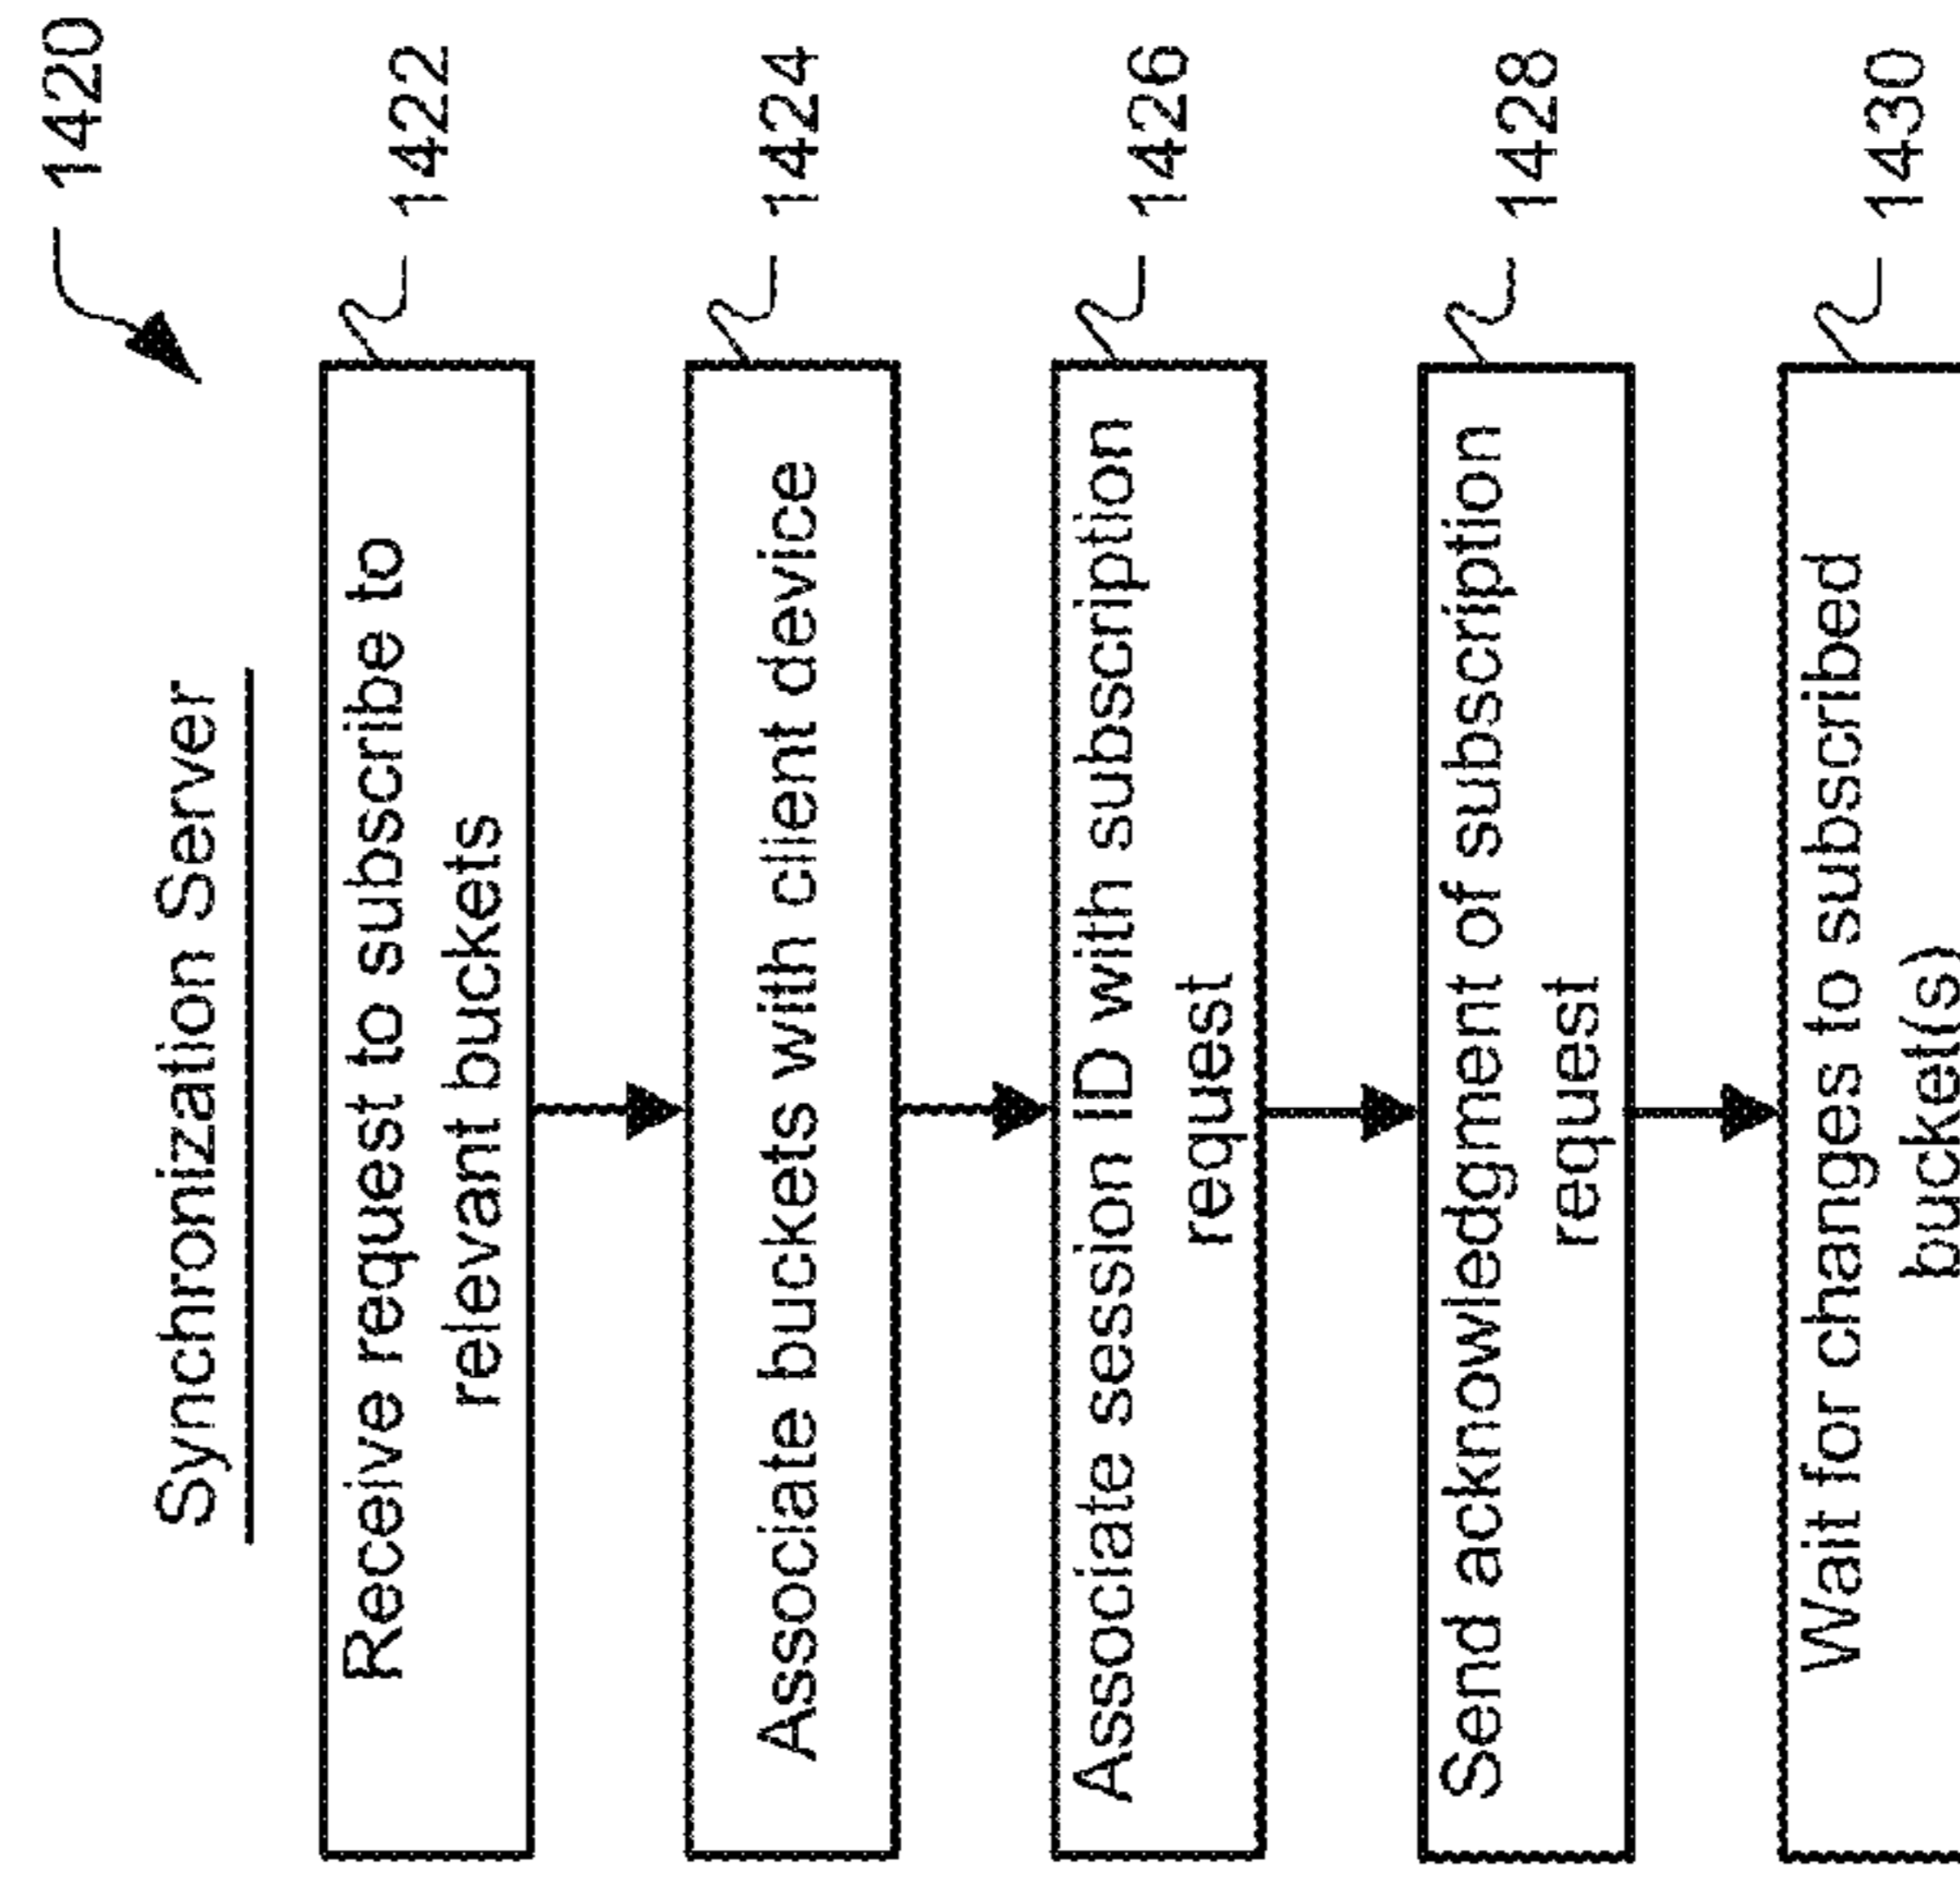 1420
Synchronization Server
Receive request to subscribe to
relevant buckets
1422
Associate buckets with client device
1424
Associate session ID with subscription
request
1426
Send acknowledgment of subscription
request
1428
Wait for changes to subscribed
bucket(s)
1430